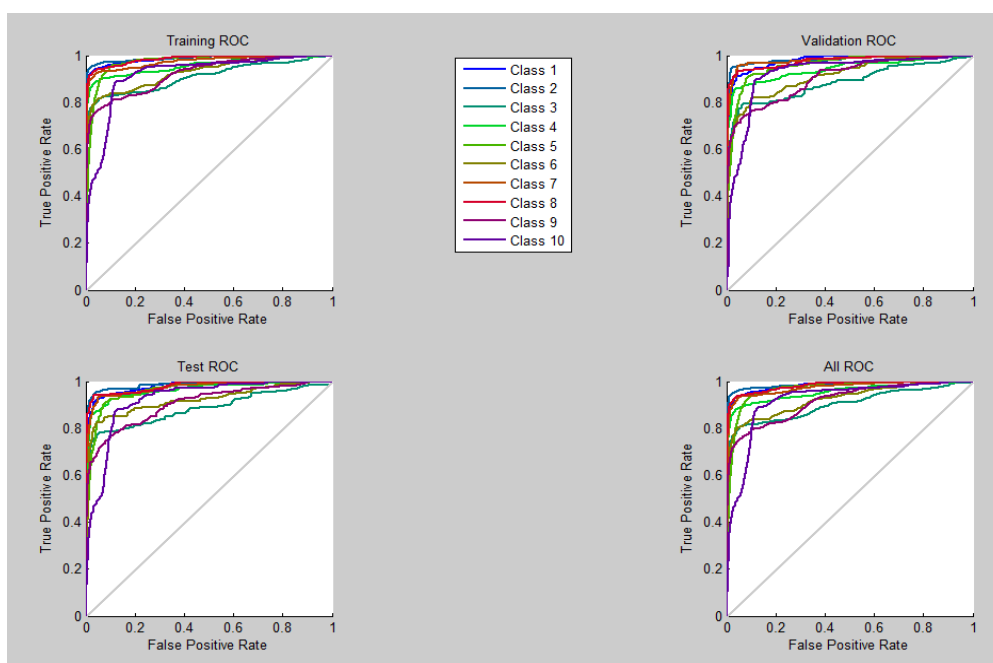 Training ROC
1
0.8
0.6
0.4
0.2
0
True Positive Rate
0 0.2 0.4 0.6 0.8 1
False Positive Rate
Class 1
Class 2
Class 3
Class 4
Class 5
Class 6
Class 7
Class 8
Class 9
Class 10
Validation ROC
1
0.8
0.6
0.4
0.2
0
True Positive Rate
0 0.2 0.4 0.6 0.8 1
False Positive Rate
Test ROC
1
0.8
0.6
0.4
0.2
0
True Positive Rate
0 0.2 0.4 0.6 0.8 1
False Positive Rate
All ROC
1
0.8
0.6
0.4
0.2
0
True Positive Rate
0 0.2 0.4 0.6 0.8 1
False Positive Rate